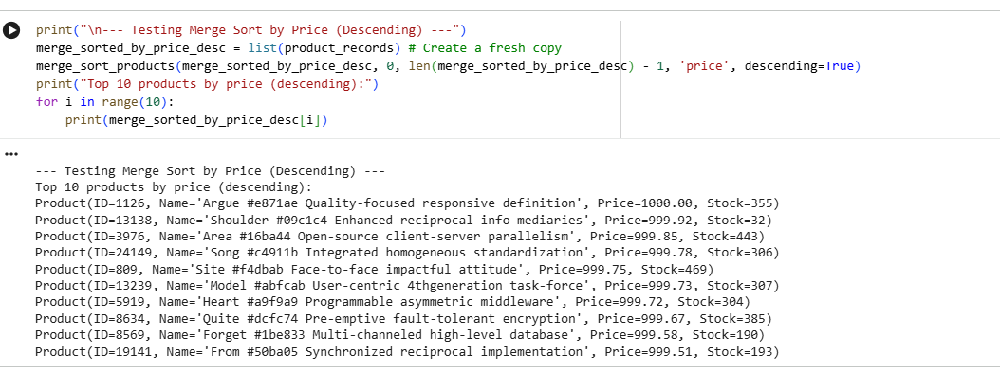 print("\n--- Testing Merge Sort by Price (Descending) ---")
merge_sorted_by_price_desc = list(product_records) # Create a fresh copy
merge_sort_products(merge_sorted_by_price_desc, 0, len(merge_sorted_by_price_desc) - 1, 'price', descending=True)
print("Top 10 products by price (descending):")
for i in range(10):
    print(merge_sorted_by_price_desc[i])
--- Testing Merge Sort by Price (Descending) ---
Top 10 products by price (descending):
Product(ID=1126, Name='Argue #e871ae Quality-focused responsive definition', Price=1000.00, Stock=355)
Product(ID=13138, Name='Shoulder #09c1c4 Enhanced reciprocal info-mediaries', Price=999.92, Stock=32)
Product(ID=3976, Name='Area #16ba44 Open-source client-server parallelism', Price=999.85, Stock=443)
Product(ID=24149, Name='Song #c4911b Integrated homogeneous standardization', Price=999.78, Stock=306)
Product(ID=809, Name='Site #f4dbab Face-to-face impactful attitude', Price=999.75, Stock=469)
Product(ID=13239, Name='Model #abfcab User-centric 4thgeneration task-force', Price=999.73, Stock=307)
Product(ID=5919, Name='Heart #a9f9a9 Programmable asymmetric middleware', Price=999.72, Stock=304)
Product(ID=8634, Name='Quite #dcfc74 Pre-emptive fault-tolerant encryption', Price=999.67, Stock=385)
Product(ID=8569, Name='Forget #1be833 Multi-channeled high-level database', Price=999.58, Stock=190)
Product(ID=19141, Name='From #50ba05 Synchronized reciprocal implementation', Price=999.51, Stock=193)